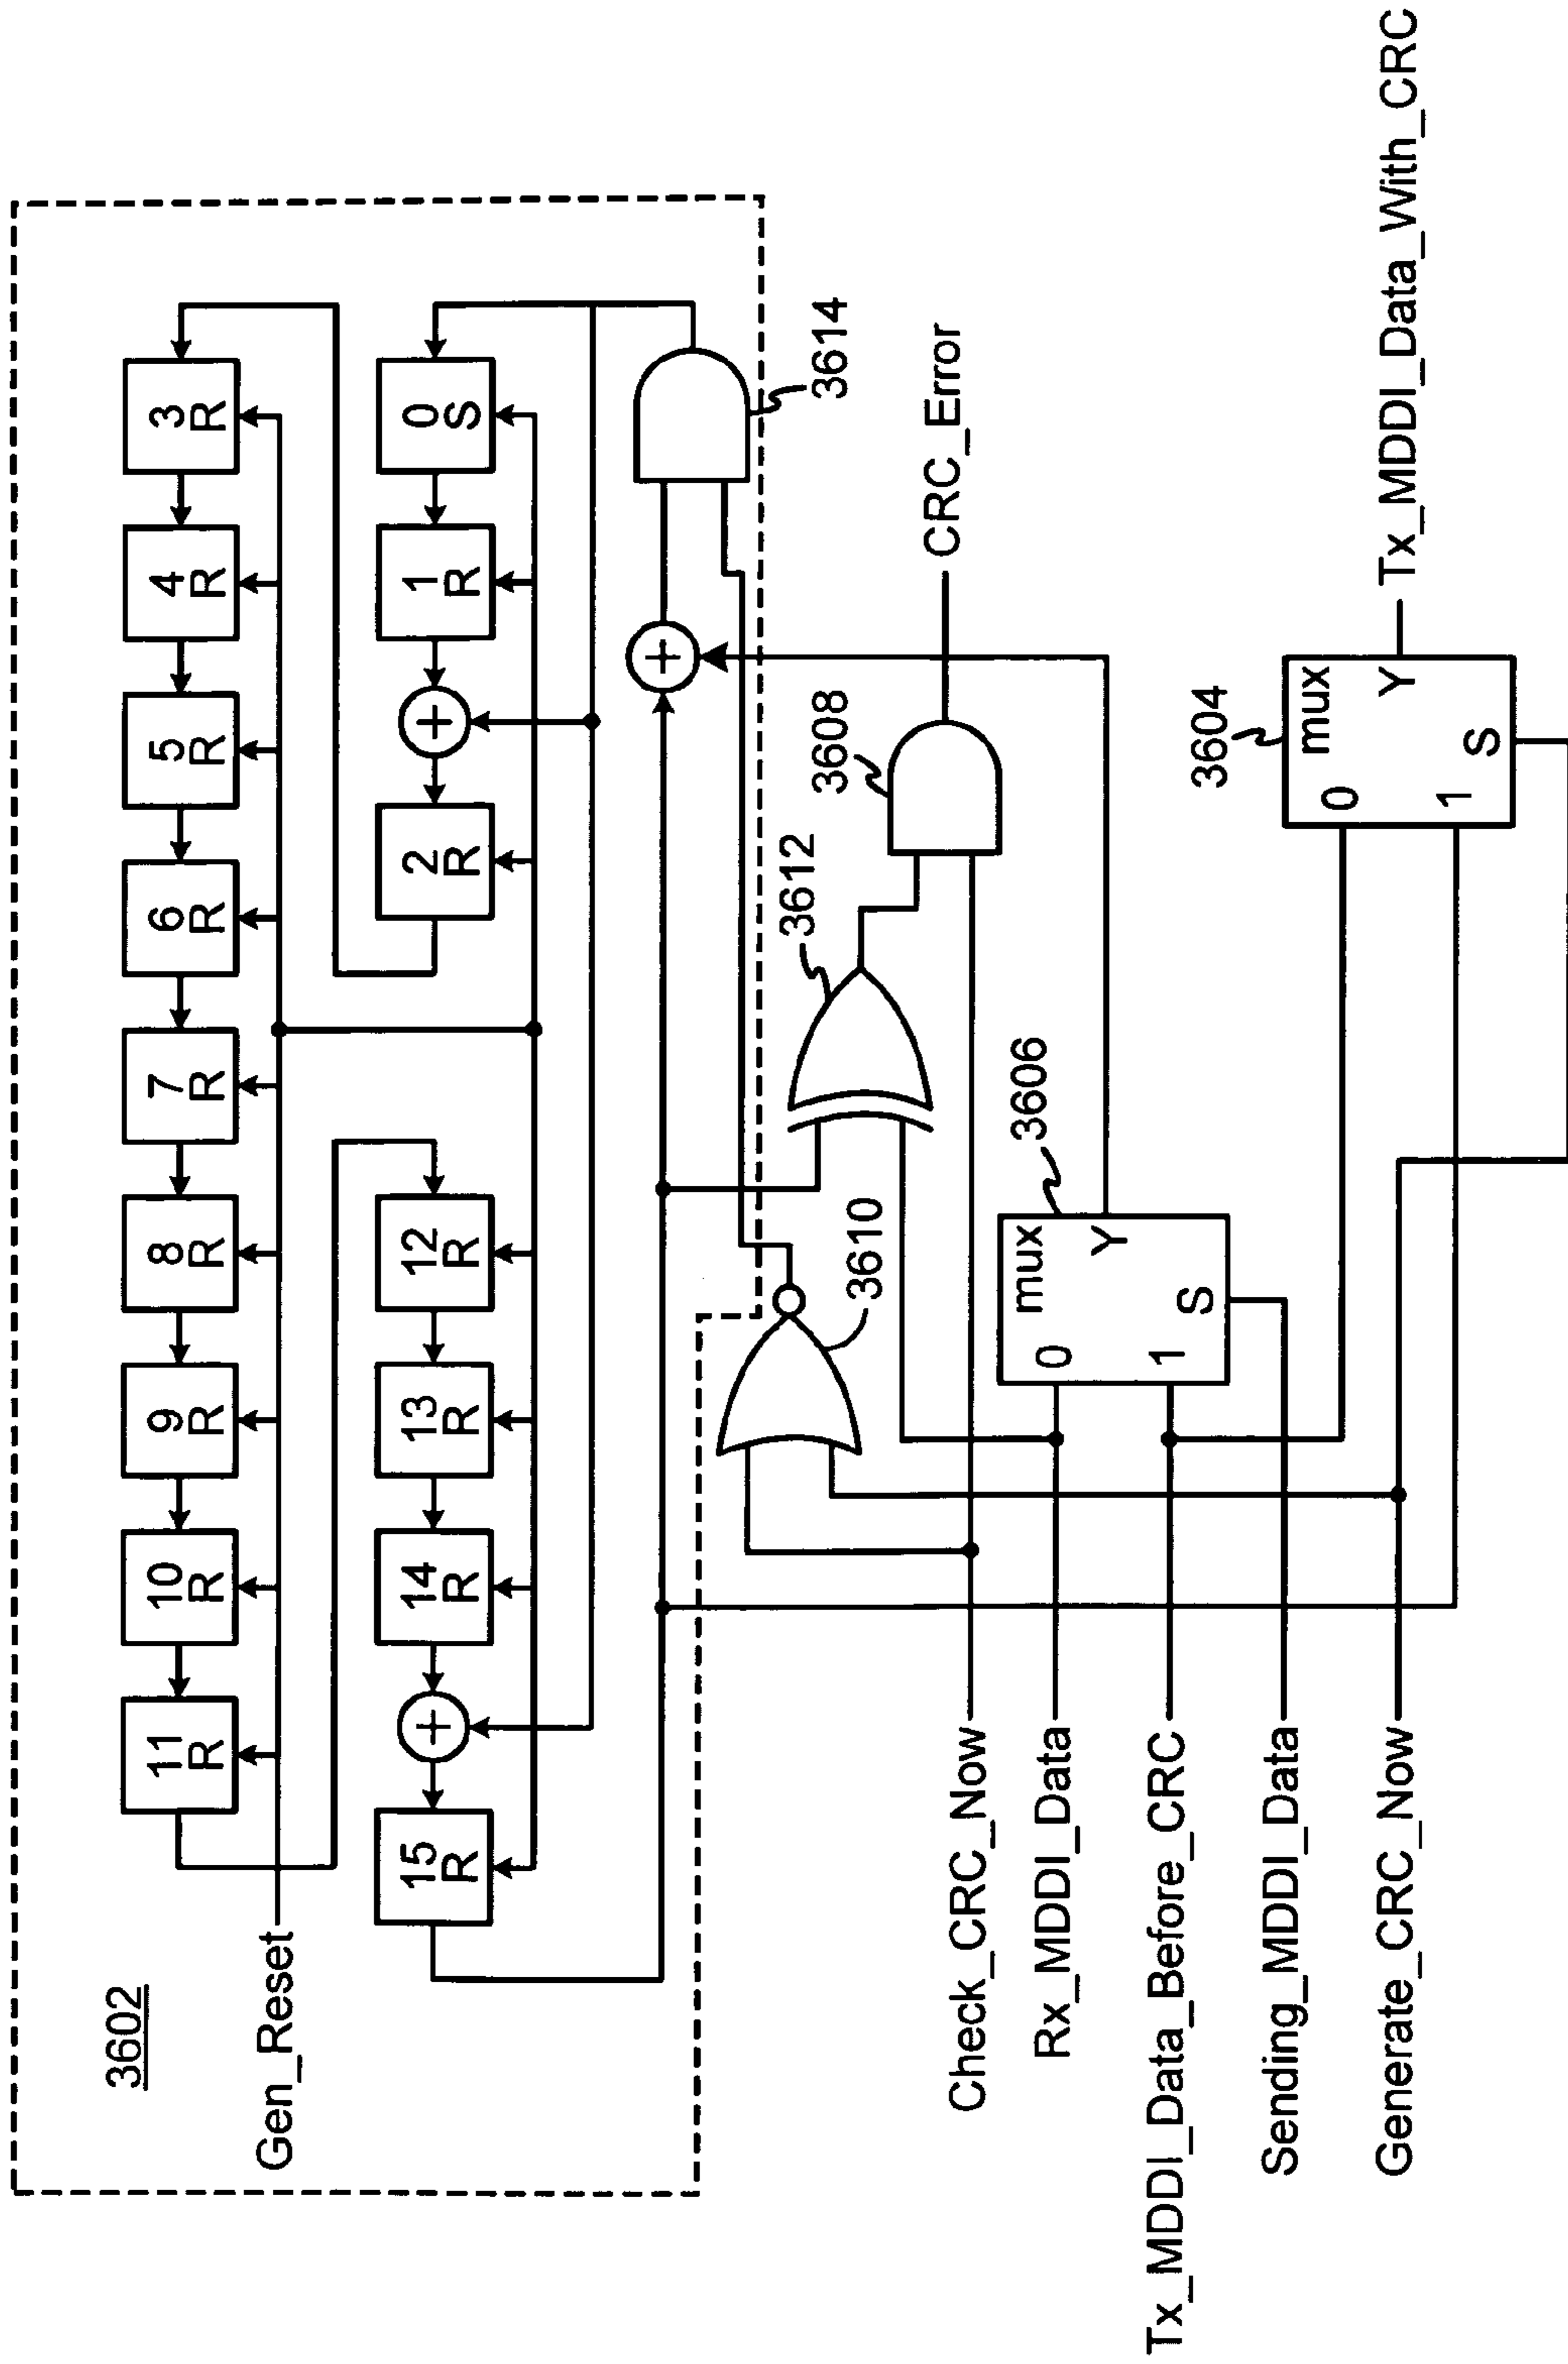 3602
Gen_Reset
11
R
10
R
9
R
8
R
7
R
6
R
5
R
4
R
3
R
15
R
14
R
13
R
12
R
2
R
1
R
0
S
3614
3610
3612
3608
CRC_Error
Check_CRC_Now
Rx_MDDI_Data
Tx_MDDI_Data_Before_CRC
Sending_MDDI_Data
Generate_CRC_Now
3606
mux
0
Y
1
S
3604
mux
0
Y
1
S
Tx_MDDI_Data_With_CRC